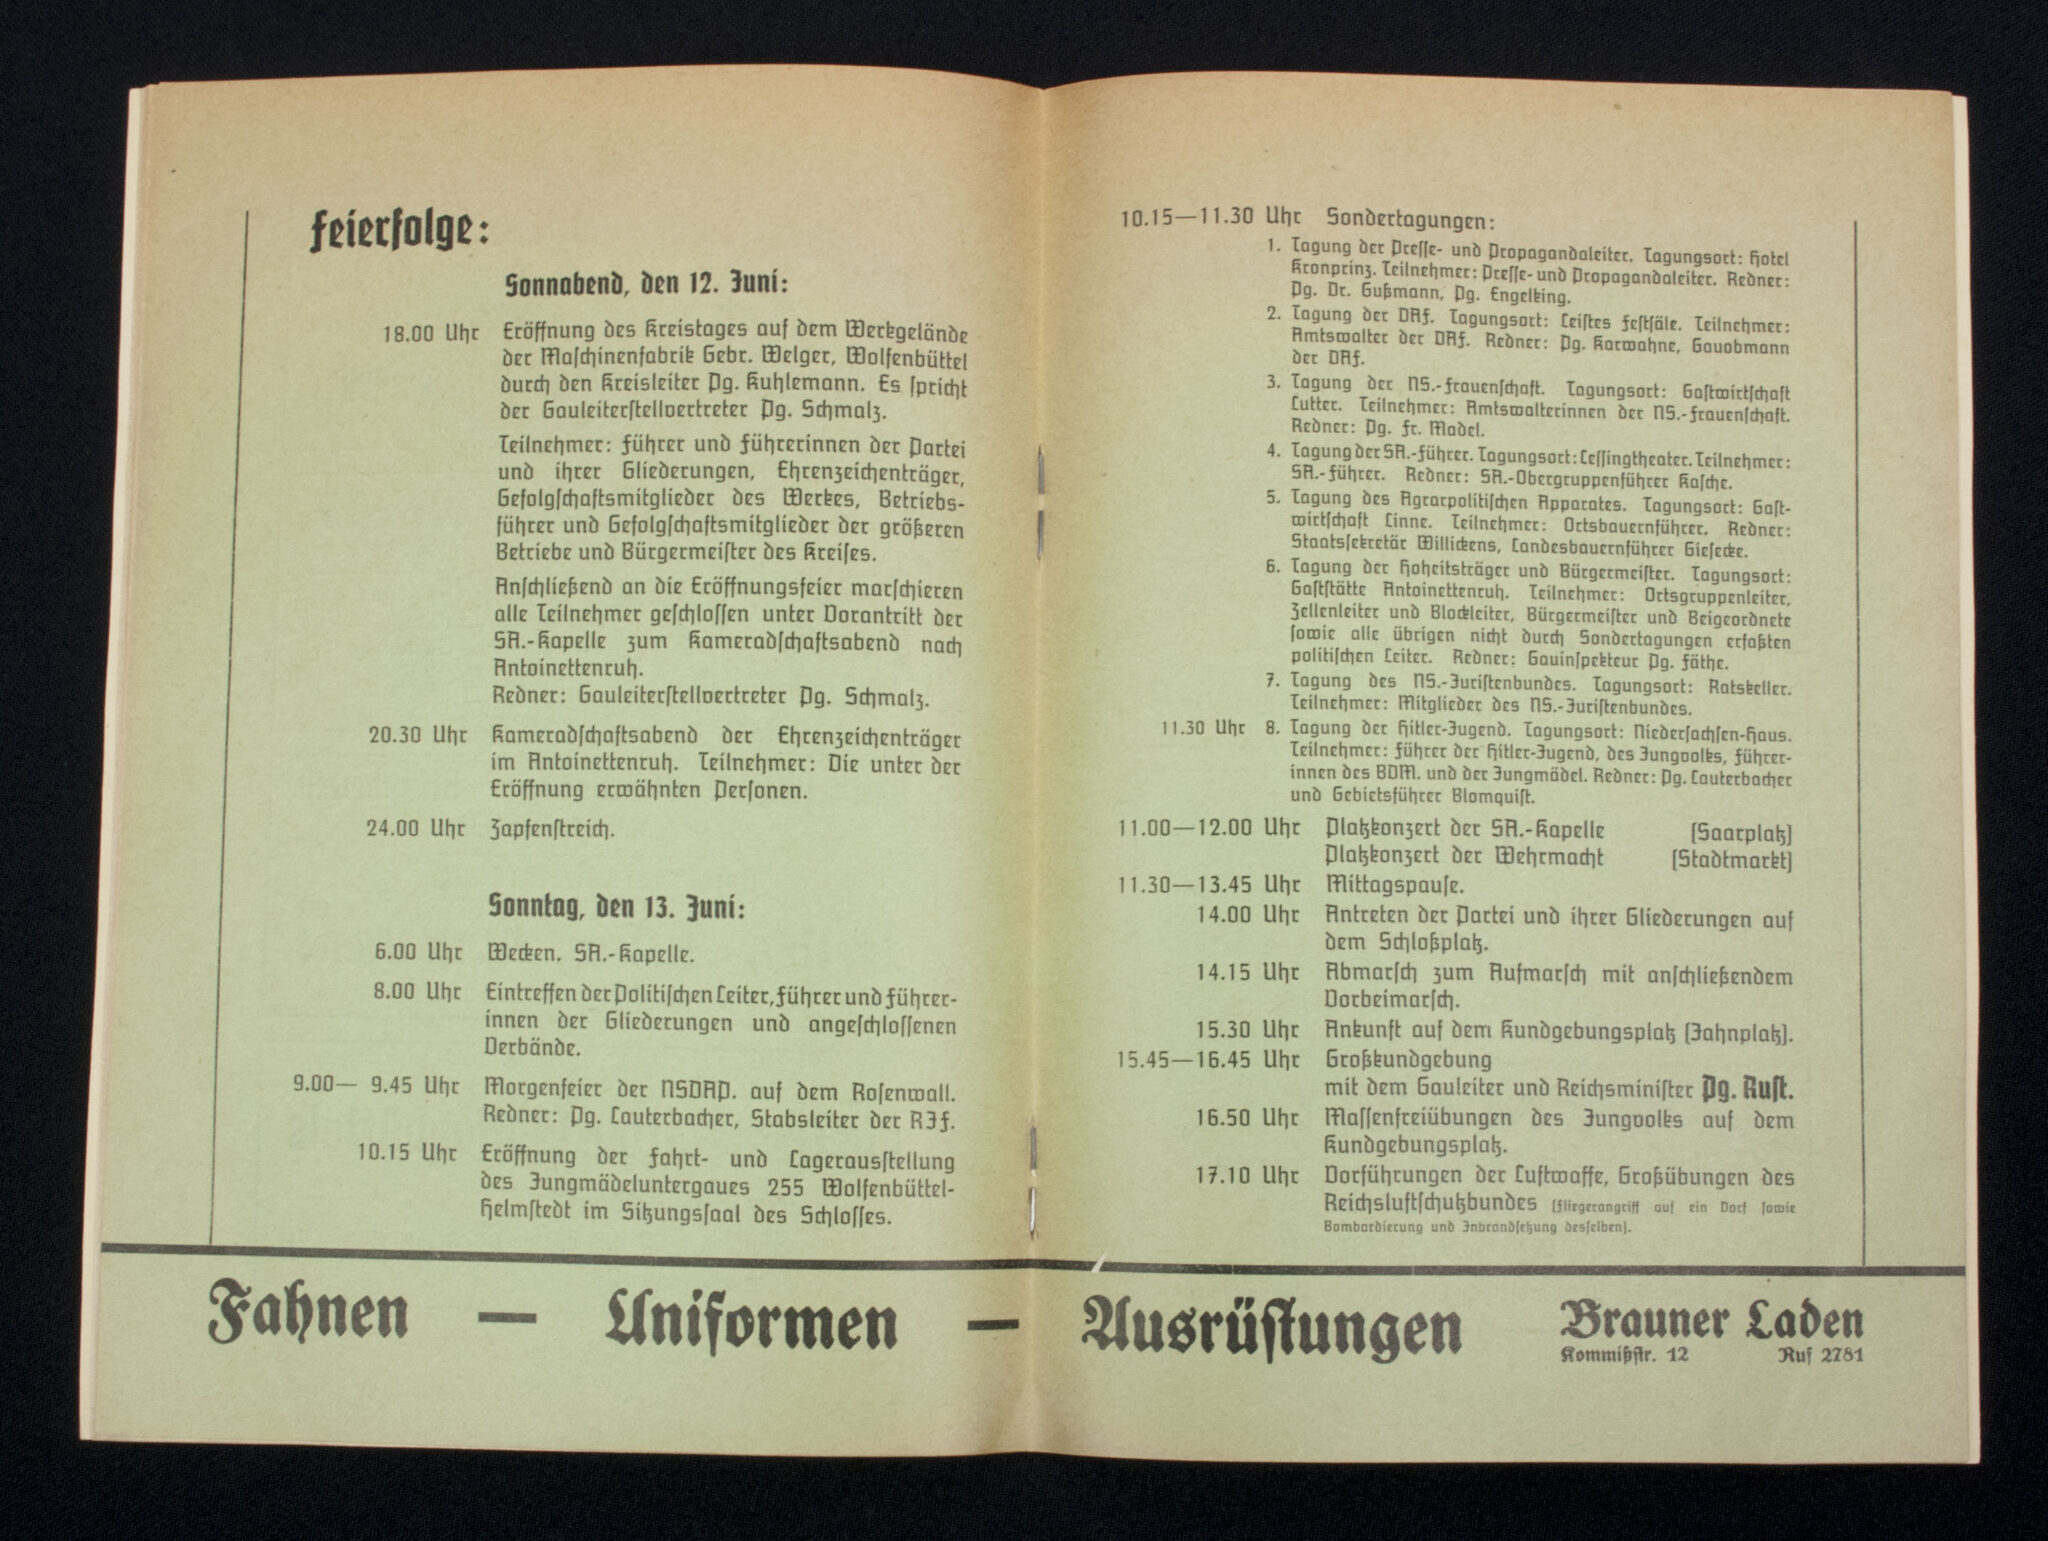 Feierfolge:
Sonnabend, den 12. Juni:
18.00 Uhr Eröffnung des Kreistages auf dem Werkgelände
der Maschinenfabrik Gebr. Welger, Wolfenbüttel
durch den Kreisleiter Pg. Kuhlemann. Es spricht
der Gauleiterstellvertreter Pg. Schmalz.
Teilnehmer: Führer und Führerinnen der Partei
und ihrer Gliederungen, Ehrenzeichenträger,
Gefolgschaftsmitglieder des Werkes, Betriebs-
führer und Gefolgschaftsmitglieder der größeren
Betriebe und Bürgermeister des Kreises.
Anschließend an die Eröffnungsfeier marschieren
alle Teilnehmer geschlossen unter Vorantritt der
SA.-Kapelle zum Kameradschaftsabend nach
Antoinettenruh.
Redner: Gauleiterstellvertreter Pg. Schmalz.
20.30 Uhr Kameradschaftsabend der Ehrenzeichenträger
im Antoinettenruh. Teilnehmer: Die unter der
Eröffnung erwähnten Personen.
24.00 Uhr Zapfenstreich.
Sonntag, den 13. Juni:
6.00 Uhr Wecken. SA.-Kapelle.
8.00 Uhr Eintreffen der Politischen Leiter, Führer und Führer-
innen der Gliederungen und angeschlossenen
Verbände.
9.00— 9.45 Uhr Morgenfeier der NSDAP. auf dem Rosenwall.
Redner: Pg. Lauterbacher, Stabsleiter der RJF.
10.15 Uhr Eröffnung der Fahrt- und Lagerausstellung
des Jungmädeluntergaues 255 Wolfenbüttel-
Helmstedt im Sitzungssaal des Schlosses.
10.15—11.30 Uhr Sondertagungen:
1. Tagung der Presse- und Propagandaleiter. Tagungsort: Hotel
Kronprinz. Teilnehmer: Presse- und Propagandaleiter. Redner:
Pg. Dr. Gußmann, Pg. Engelking.
2. Tagung der DAF. Tagungsort: Leistes Festsäle. Teilnehmer:
Amtswalter der DAF. Redner: Pg. Karwahne, Gauobmann
der DAF.
3. Tagung der NS.-Frauenschaft. Tagungsort: Gastwirtschaft
Lutter. Teilnehmer: Amtswalterinnen der NS.-Frauenschaft.
Redner: Pg. Fr. Madel.
4. Tagung der SA.-Führer. Tagungsort: Lessingtheater. Teilnehmer:
SA.-Führer. Redner: SA.-Obergruppenführer Kasche.
5. Tagung des Agrarpolitischen Apparates. Tagungsort: Gast-
wirtschaft Linne. Teilnehmer: Ortsbauernführer. Redner:
Staatssekretär Willickens, Landesbauernführer Giesecke.
6. Tagung der Hoheitsträger und Bürgermeister. Tagungsort:
Gaststätte Antoinettenruh. Teilnehmer: Ortsgruppenleiter,
Zellenleiter und Blockleiter, Bürgermeister und Beigeordnete
sowie alle übrigen nicht durch Sondertagungen erfaßten
politischen Leiter. Redner: Gauinspekteur Pg. Fäthe.
7. Tagung des NS.-Juristenbundes. Tagungsort: Ratskeller.
Teilnehmer: Mitglieder des NS.-Juristenbundes.
11.30 Uhr 8. Tagung der Hitler-Jugend. Tagungsort: Niedersachsen-Haus.
Teilnehmer: Führer der Hitler-Jugend, des Jungvolks, Führer-
innen des BDM. und der Jungmädel. Redner: Pg. Lauterbacher
und Gebietsführer Blomquist.
11.00—12.00 Uhr Platzkonzert der SA.-Kapelle (Saarplatz)
Platzkonzert der Wehrmacht (Stadtmarkt)
11.30—13.45 Uhr Mittagspause.
14.00 Uhr Antreten der Partei und ihrer Gliederungen auf
dem Schloßplatz.
14.15 Uhr Abmarsch zum Aufmarsch mit anschließendem
Vorbeimarsch.
15.30 Uhr Ankunft auf dem Kundgebungsplatz (Jahnplatz).
15.45—16.45 Uhr Großkundgebung
mit dem Gauleiter und Reichsminister Pg. Rust.
16.50 Uhr Massenfreiübungen des Jungvolks auf dem
Kundgebungsplatz.
17.10 Uhr Vorführungen der Luftwaffe, Großübungen des
Reichsluftschutzbundes (Fliegerangriff auf ein Dorf sowie
Bombardierung und Inbrandsetzung desselben).
Fahnen — Uniformen — Ausrüstungen Brauner Laden
Kommißstr. 12 Ruf 2781